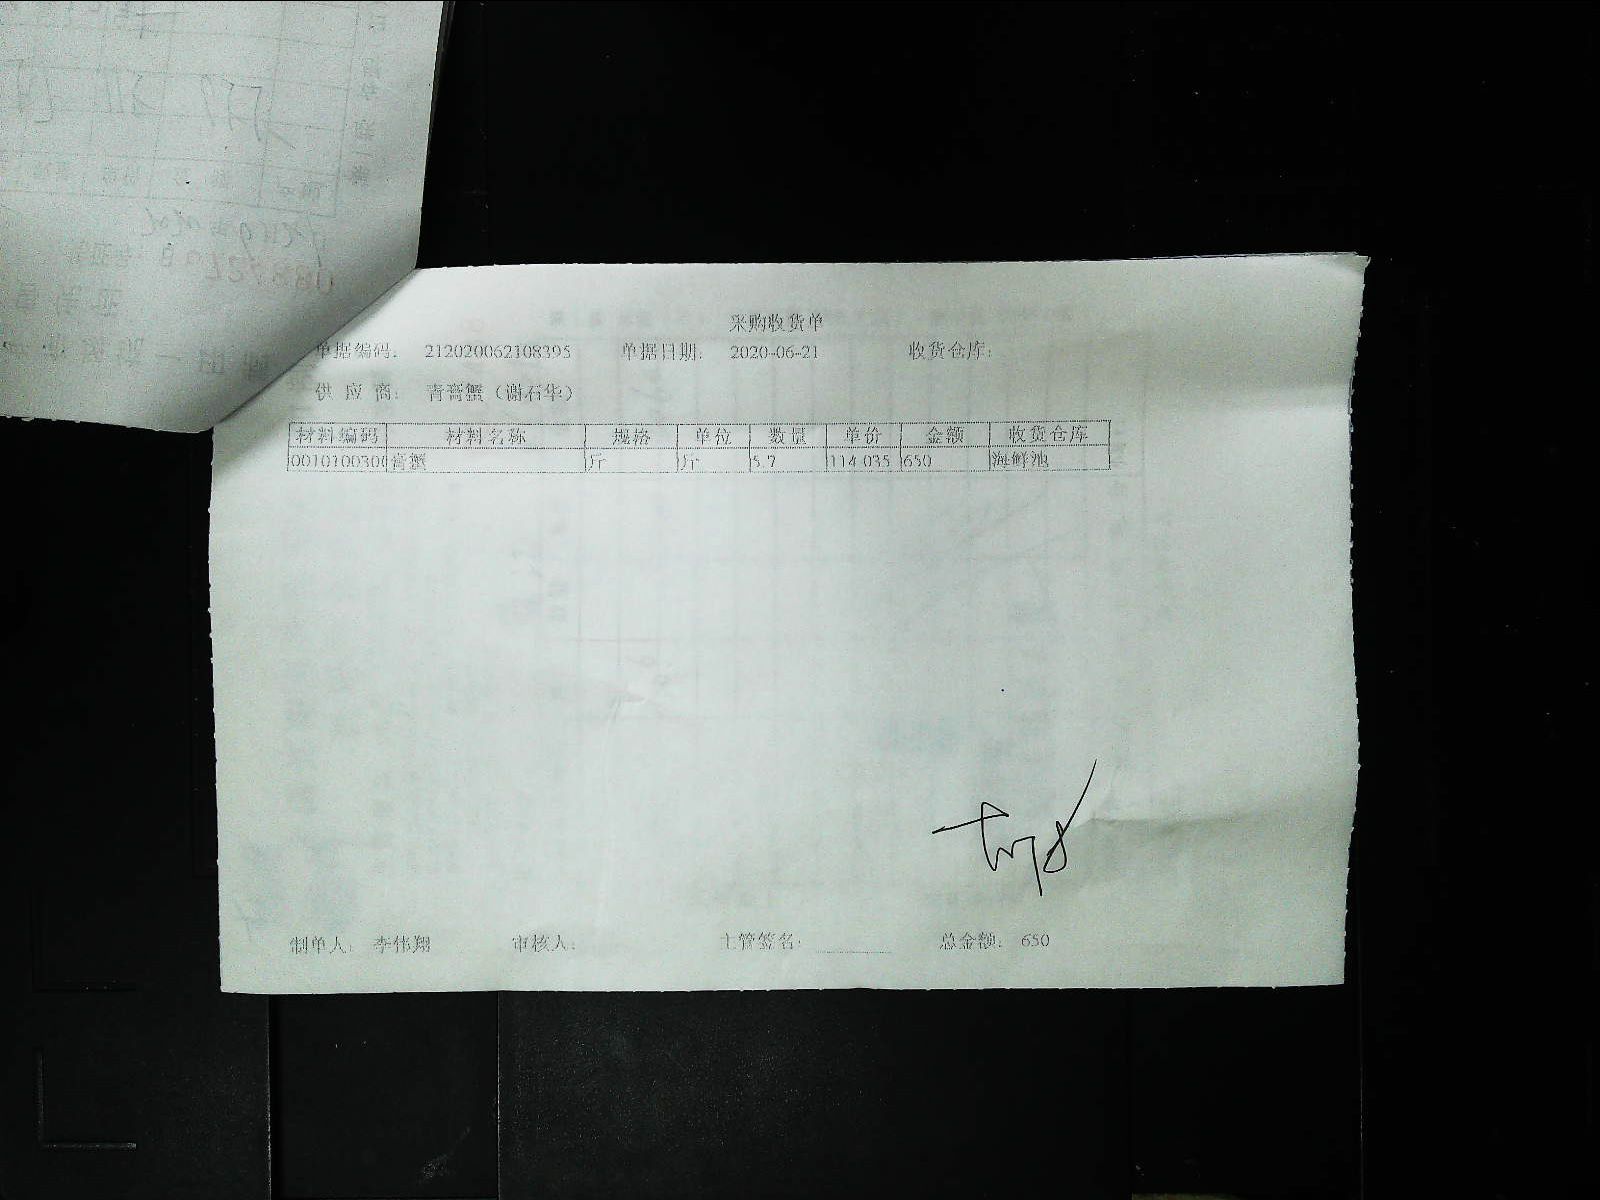 采购收货单
单据编码： 212020062108395 单据日期： 2020-06-21 收货仓库：
供 应 商： 青膏蟹（谢石华）
材料编码 材料名称 规格 单位 数量 单价 金额 收货仓库
0010100300 膏蟹 斤 斤 5.7 114.035 650 海鲜池
制单人： 李伟翔 审核人： 主管签名： 总金额： 650